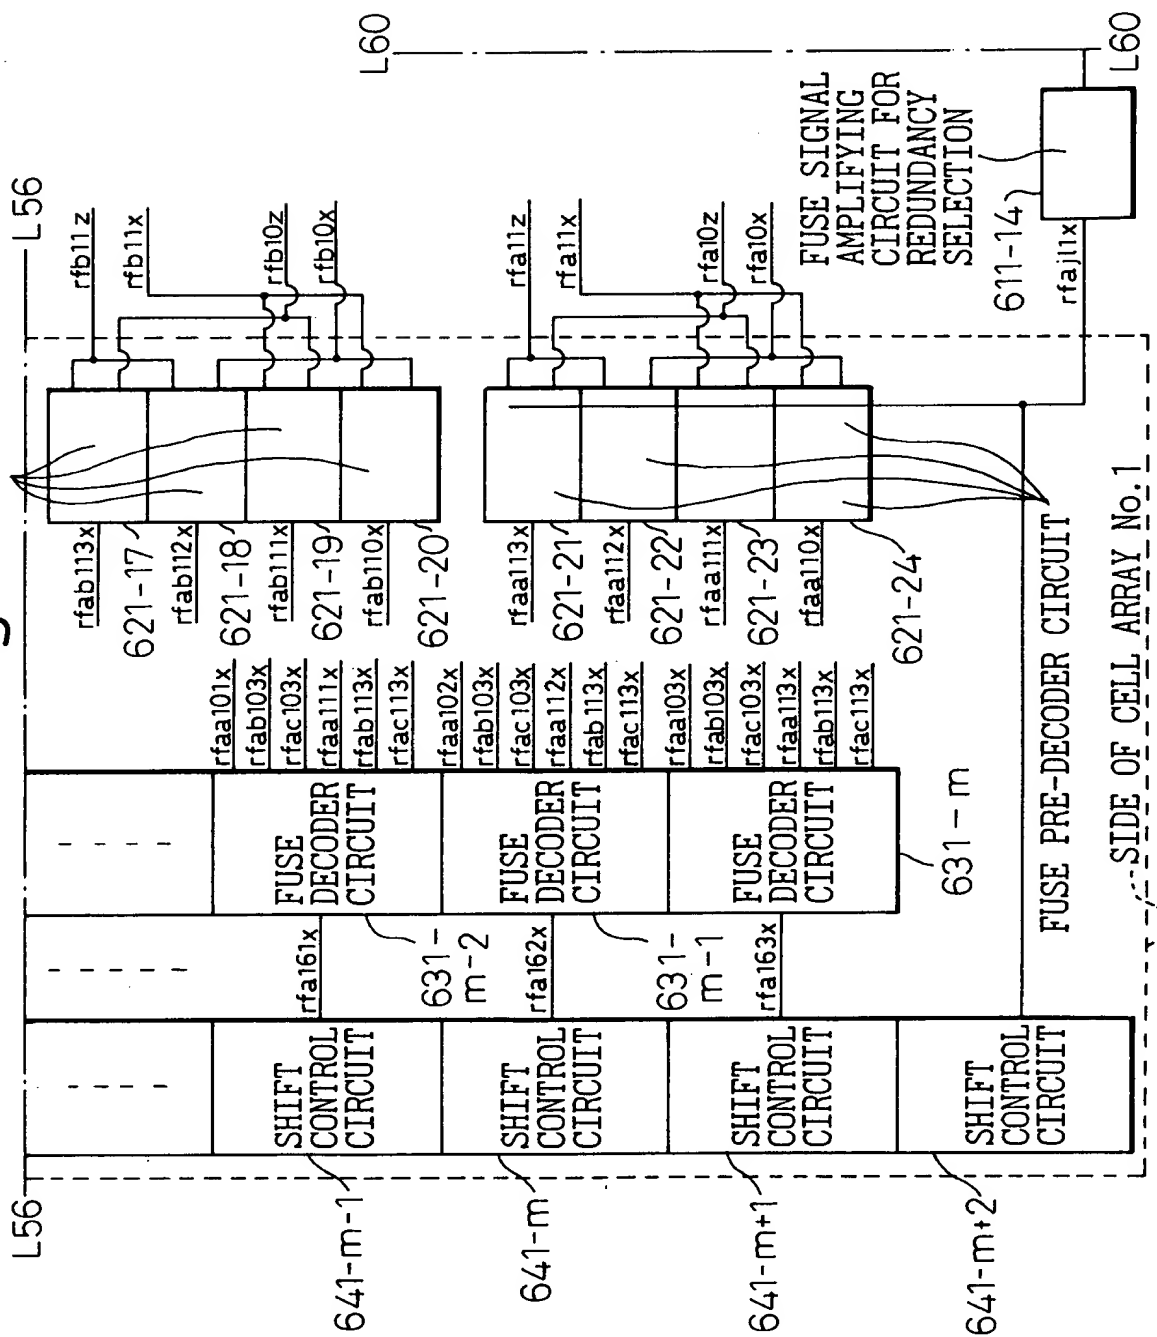 L56
L56
L60
L60
rfb11z
rfb11x
rfb10z
rfb10x
rfa11z
rfa11x
rfa10z
rfa10x
FUSE SIGNAL
AMPLIFYING
CIRCUIT FOR
REDUNDANCY
SELECTION
611-14
rfajl1x
rfab113x
621-17
rfab112x
621-18
rfab111x
621-19
rfab110x
621-20
rfaa113x
621-21
rfaa112x
621-22
rfaa111x
621-23
rfaa110x
621-24
rfaa101x
rfab103x
rfac103x
rfaa111x
rfab113x
rfac113x
rfaa102x
rfab103x
rfac103x
rfaa112x
rfab113x
rfac113x
rfaa103x
rfab103x
rfac103x
rfaa113x
rfab113x
rfac113x
FUSE
DECODER
CIRCUIT
FUSE
DECODER
CIRCUIT
FUSE
DECODER
CIRCUIT
631-
m-2
631-
m-1
631-m
rfa161x
rfa162x
rfa163x
SHIFT
CONTROL
CIRCUIT
SHIFT
CONTROL
CIRCUIT
SHIFT
CONTROL
CIRCUIT
SHIFT
CONTROL
CIRCUIT
641-m-1
641-m
641-m+1
641-m+2
FUSE PRE-DECODER CIRCUIT
SIDE OF CELL ARRAY No.1